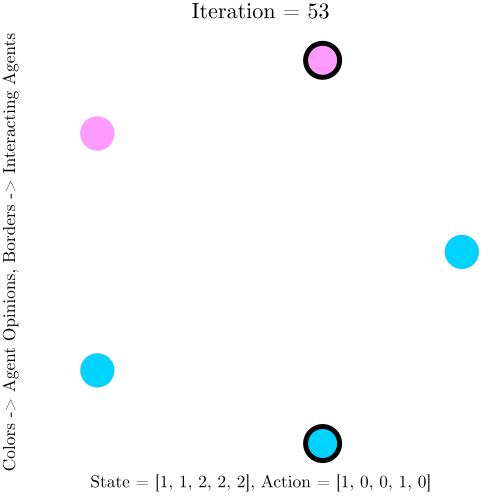 Iteration = 53
Colors -> Agent Opinions, Borders -> Interacting Agents
State = [1, 1, 2, 2, 2], Action = [1, 0, 0, 1, 0]